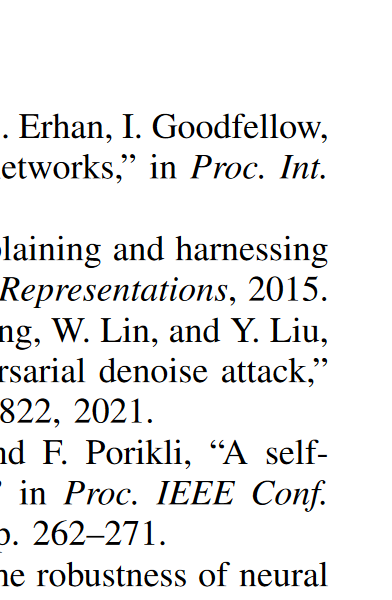 . Erhan, I. Goodfellow,
etworks,” in Proc. Int.
plaining and harnessing
Representations, 2015.
ng, W. Lin, and Y. Liu,
rsarial denoise attack,”
822, 2021.
nd F. Porikli, “A self-
” in Proc. IEEE Conf.
p. 262–271.
he robustness of neural